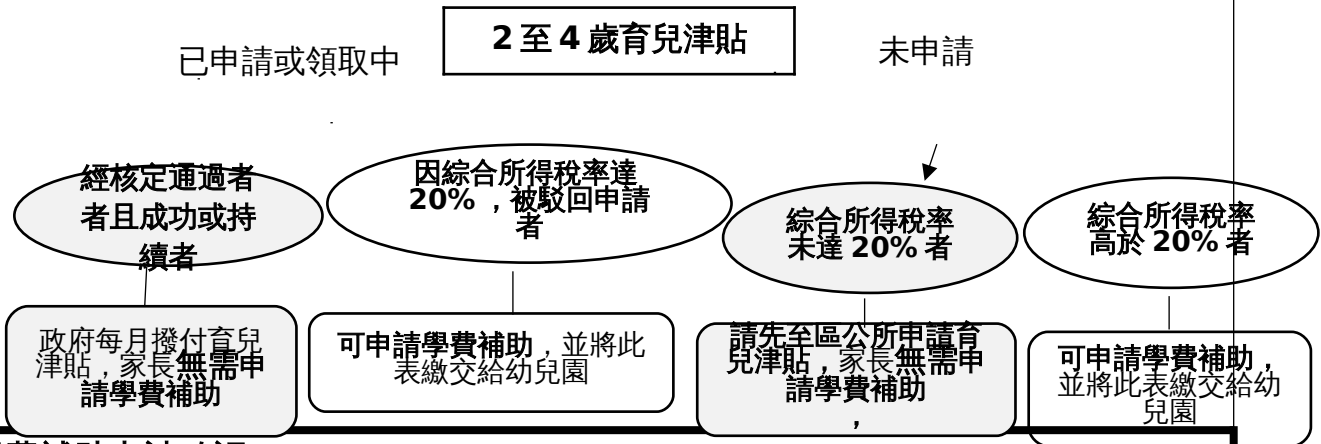 2 至 4 歲育兒津貼
已申請或領取中
未申請
經核定通過者
者且成功或持
續者
因綜合所得稅率達
20% ，被駁回申請
者
綜合所得稅率
未達 20% 者
綜合所得稅率
高於 20% 者
政府每月撥付育兒
津貼，家長無需申
請學費補助
可申請學費補助，並將此
表繳交給幼兒園
請先至區公所申請育
兒津貼，家長無需申
請學費補助
，
可申請學費補助，
並將此表繳交給幼
兒園